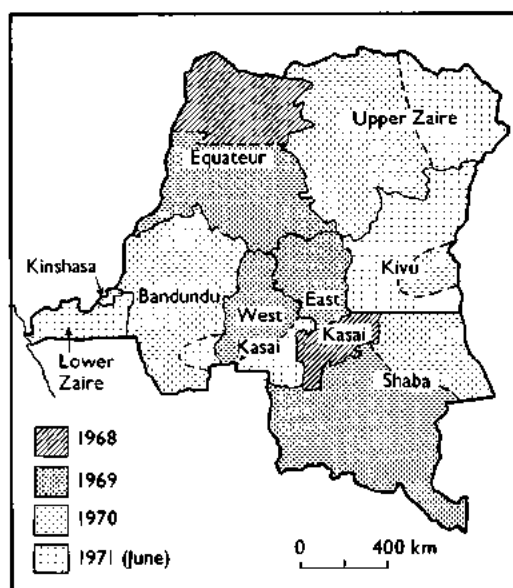 Upper Zaire
Équateur
Kinshasa
Kivu
Bandundu
East
West
Kasai
Kasai
Lower
Zaire
Shaba
1968
1969
1970
1971 (June)
0 400 km